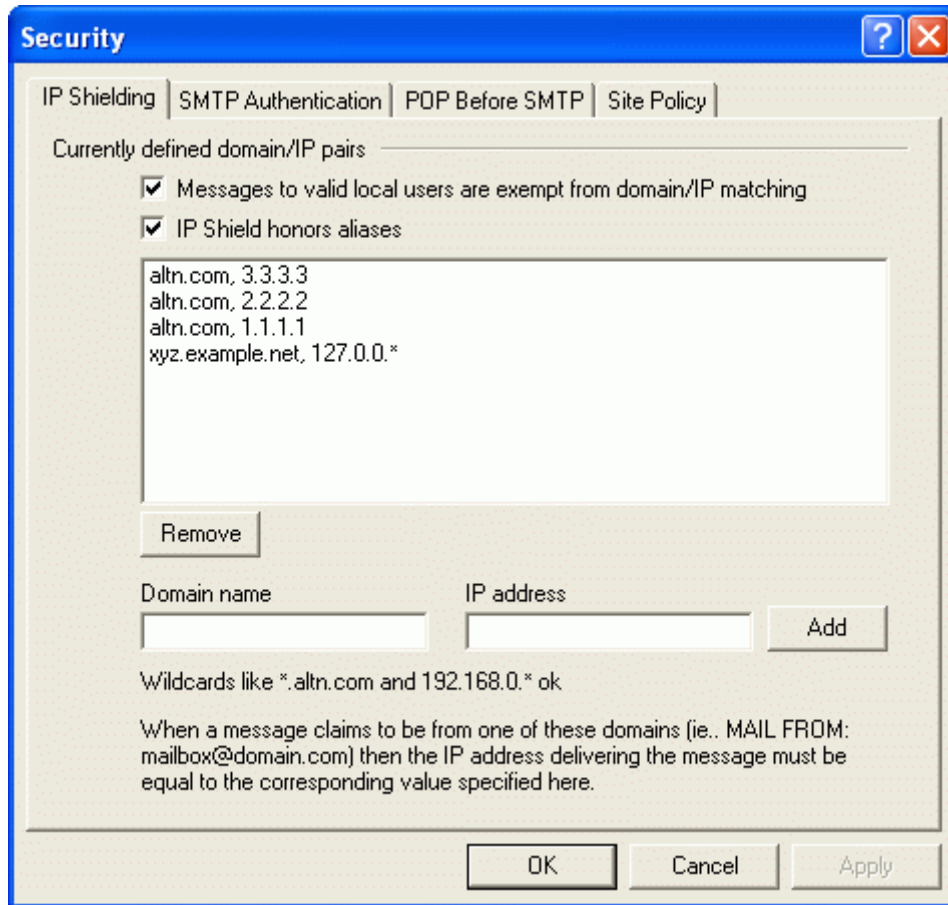 Security
IP Shielding SMTP Authentication POP Before SMTP Site Policy
Currently defined domain/IP pairs
Messages to valid local users are exempt from domain/IP matching
IP Shield honors aliases
altn.com, 3.3.3.3
altn.com, 2.2.2.2
altn.com, 1.1.1.1
xyz.example.net, 127.0.0.*
Remove
Domain name IP address
Add
Wildcards like *.altn.com and 192.168.0.* ok
When a message claims to be from one of these domains (ie.. MAIL FROM:
mailbox@domain.com) then the IP address delivering the message must be
equal to the corresponding value specified here.
OK Cancel Apply